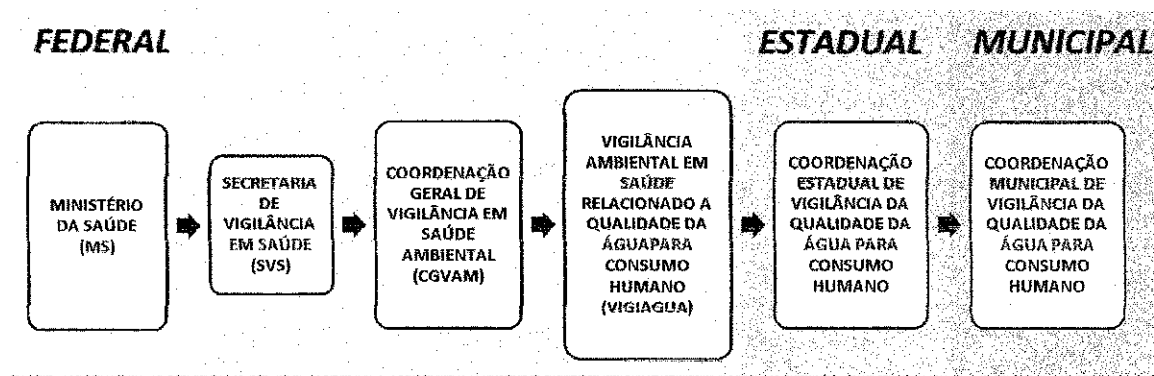 FEDERAL
ESTADUAL
MUNICIPAL
MINISTÉRIO
DA SAÚDE
(MS)
SECRETARIA
DE
VIGILÂNCIA
EM SAÚDE
(SVS)
COORDENAÇÃO
GERAL DE
VIGILÂNCIA EM
SAÚDE
AMBIENTAL
(CGVAM)
VIGILÂNCIA
AMBIENTAL EM
SAÚDE
RELACIONADO A
QUALIDADE DA
ÁGUAPARA
CONSUMO
HUMANO
(VIGIAGUA)
COORDENAÇÃO
ESTADUAL DE
VIGILÂNCIA DA
QUALIDADE DA
ÁGUA PARA
CONSUMO
HUMANO
COORDENAÇÃO
MUNICIPAL DE
VIGILÂNCIA DA
QUALIDADE DA
ÁGUA PARA
CONSUMO
HUMANO